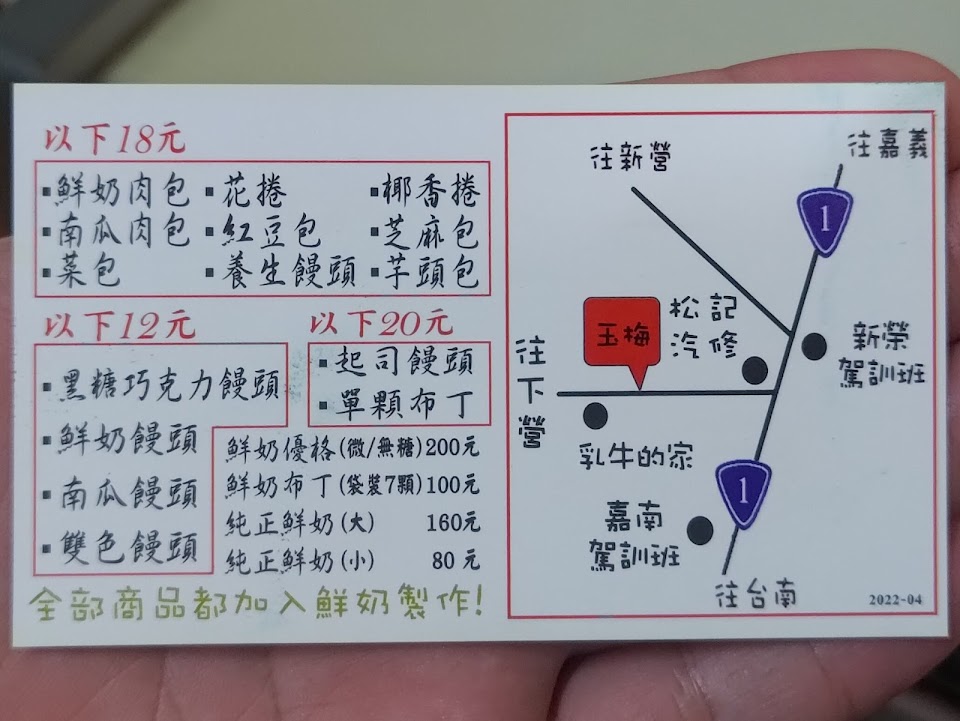 以下18元
▪鮮奶肉包 ▪花捲 ▪椰香捲
▪南瓜肉包 ▪紅豆包 ▪芝麻包
▪菜包 ▪養生饅頭 ▪芋頭包
以下12元
▪黑糖巧克力饅頭
▪鮮奶饅頭
▪南瓜饅頭
▪雙色饅頭
以下20元
▪起司饅頭
▪單顆布丁
鮮奶優格(微/無糖)200元
鮮奶布丁(袋裝7顆)100元
純正鮮奶(大) 160元
純正鮮奶(小) 80元
全部商品都加入鮮奶製作!
往新營
往嘉義
1
玉梅
松記
汽修
新榮
駕訓班
往下營
乳牛的家
1
嘉南
駕訓班
往台南
2022-04